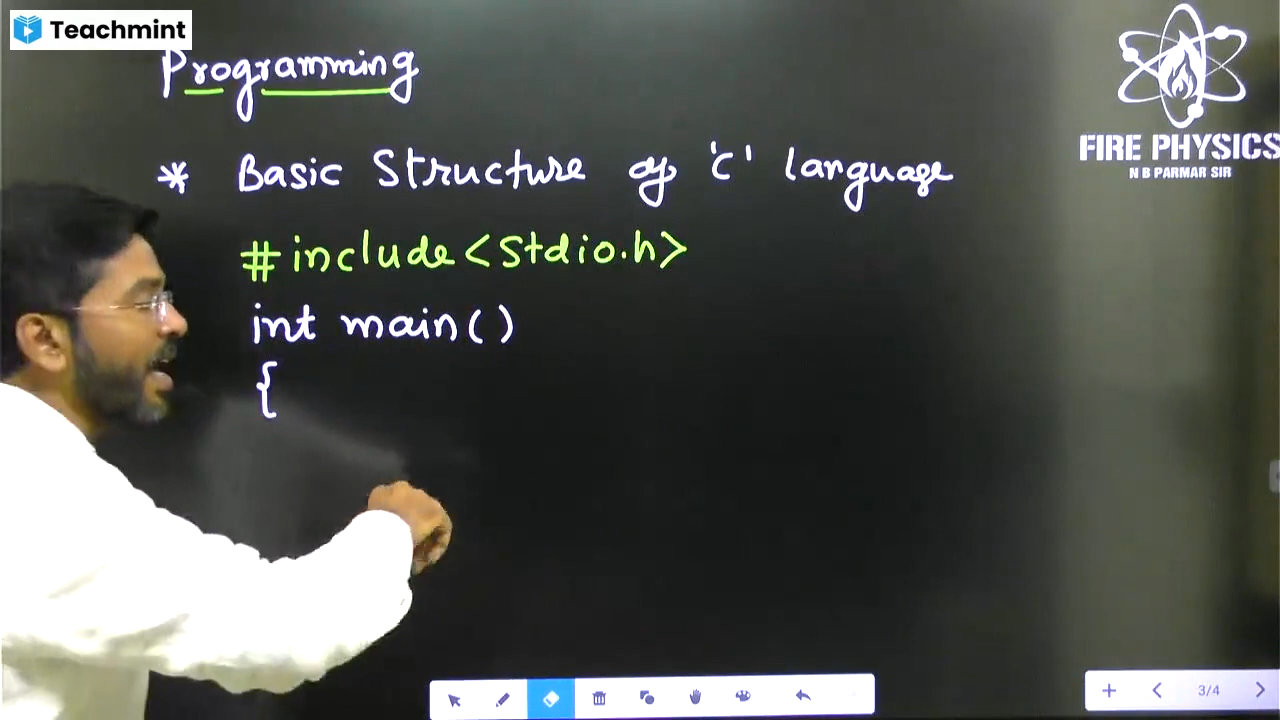 Teachmint
Programming
* Basic Structure of 'C' language
#include<stdio.h>
int main()
{
FIRE PHYSICS
N B PARMAR SIR
3/4